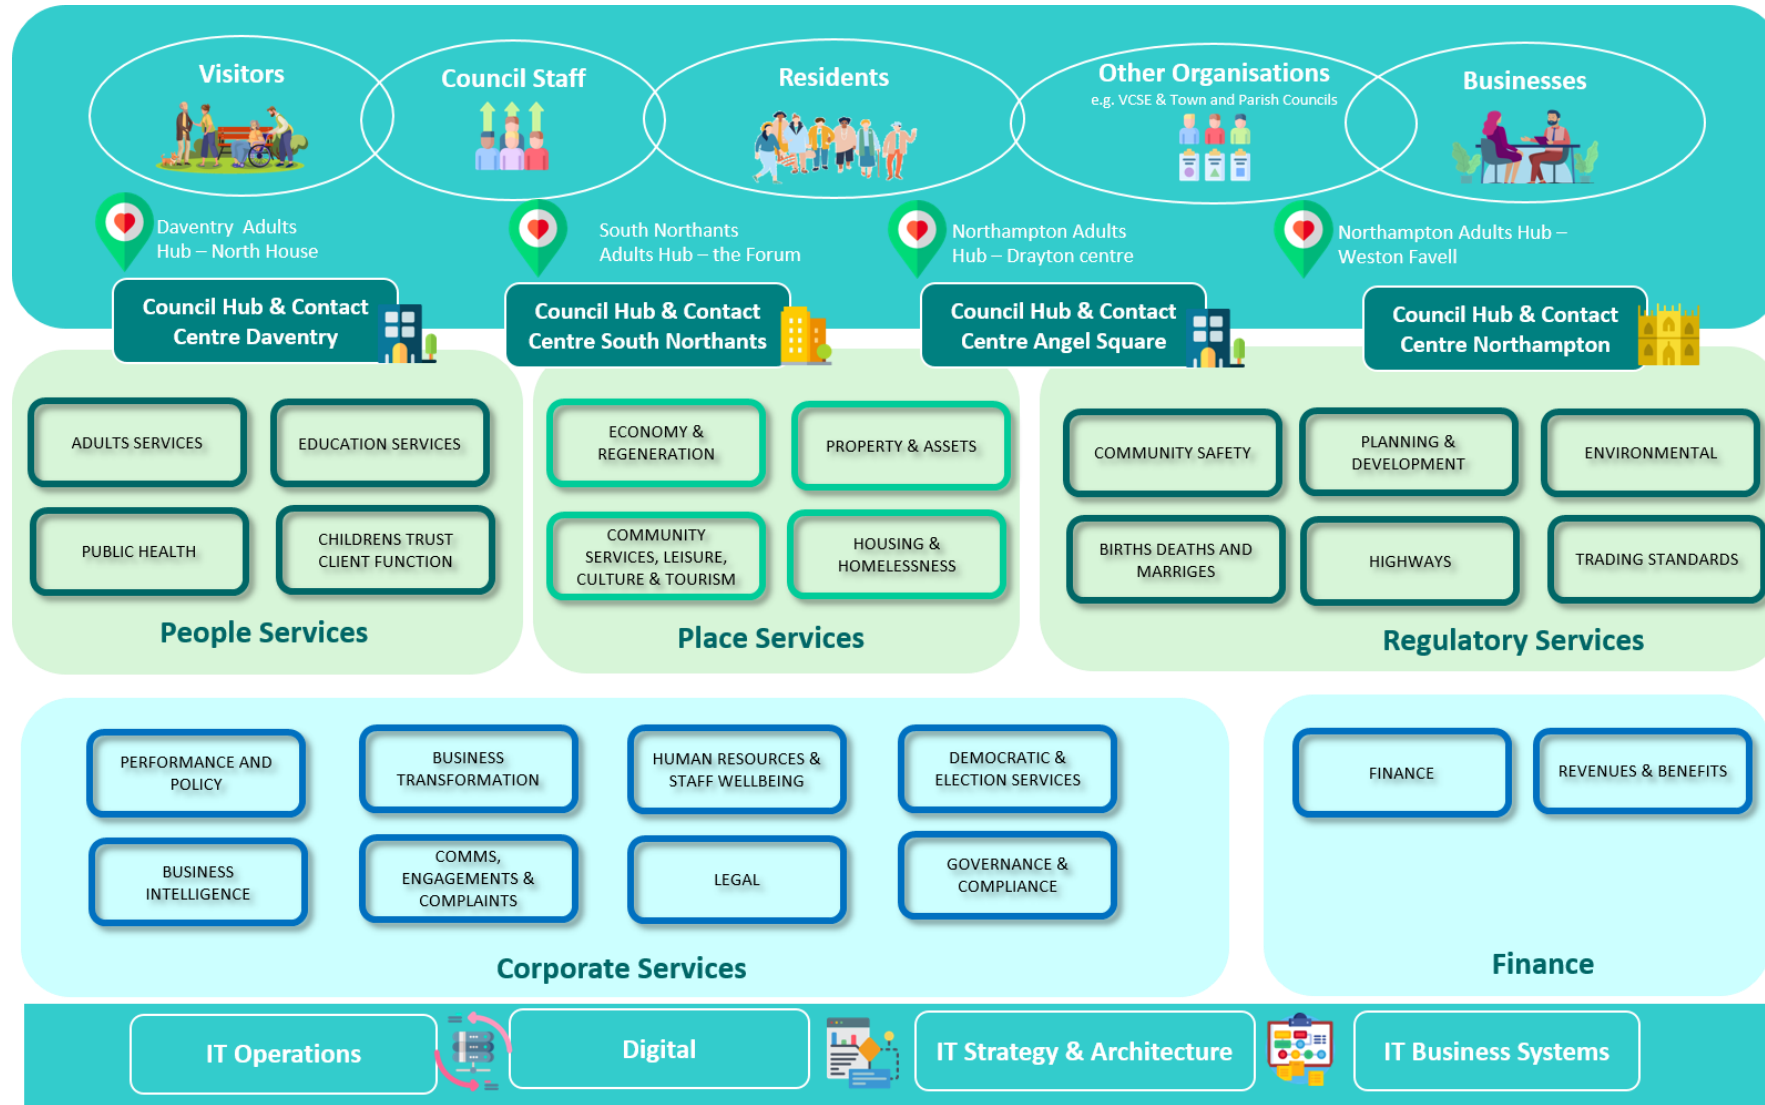 Visitors
Council Staff
Residents
Other Organisations
e.g. VCSE & Town and Parish Councils
Businesses
Daventry Adults
Hub – North House
South Northants
Adults Hub – the Forum
Northampton Adults
Hub – Drayton centre
Northampton Adults Hub –
Weston Favell
Council Hub & Contact
Centre Daventry
Council Hub & Contact
Centre South Northants
Council Hub & Contact
Centre Angel Square
Council Hub & Contact
Centre Northampton
ADULTS SERVICES
EDUCATION SERVICES
PUBLIC HEALTH
CHILDRENS TRUST
CLIENT FUNCTION
People Services
ECONOMY &
REGENERATION
PROPERTY & ASSETS
COMMUNITY
SERVICES, LEISURE,
CULTURE & TOURISM
HOUSING &
HOMELESSNESS
Place Services
COMMUNITY SAFETY
PLANNING &
DEVELOPMENT
ENVIRONMENTAL
BIRTHS DEATHS AND
MARRIGES
HIGHWAYS
TRADING STANDARDS
Regulatory Services
PERFORMANCE AND
POLICY
BUSINESS
TRANSFORMATION
HUMAN RESOURCES &
STAFF WELLBEING
DEMOCRATIC &
ELECTION SERVICES
BUSINESS
INTELLIGENCE
COMMS,
ENGAGEMENTS &
COMPLAINTS
LEGAL
GOVERNANCE &
COMPLIANCE
Corporate Services
FINANCE
REVENUES & BENEFITS
Finance
IT Operations
Digital
IT Strategy & Architecture
IT Business Systems